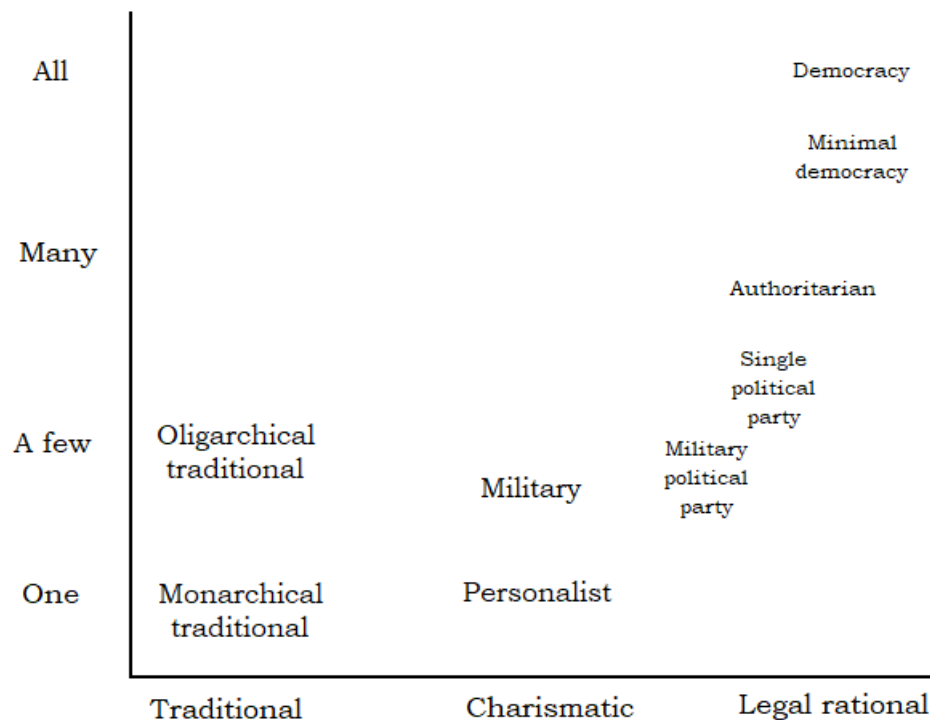 All
Democracy
Minimal
democracy
Many
Authoritarian
Single
political
party
A few
Oligarchical
traditional
Military
Military
political
party
One
Monarchical
traditional
Personalist
Traditional
Charismatic
Legal rational